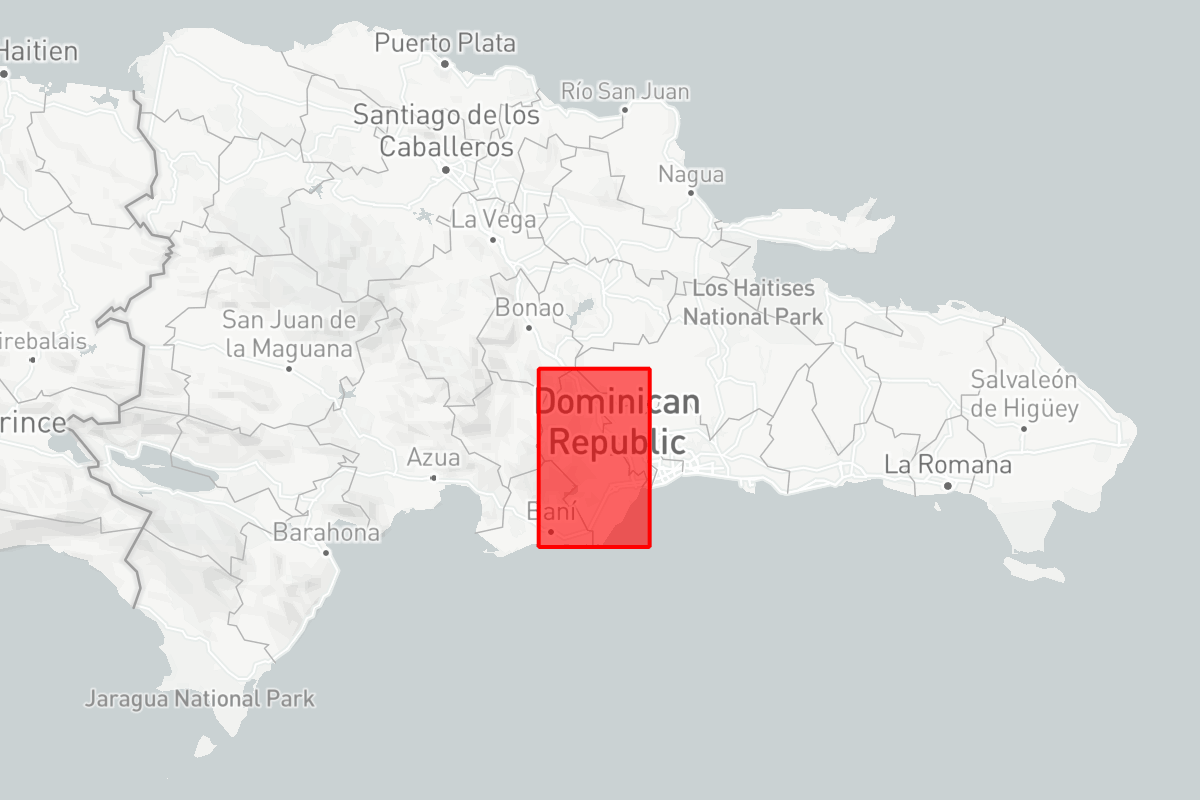 Haitien
Puerto Plata
Río San Juan
Santiago de los
Caballeros
Nagua
La Vega
Los Haitises
National Park
Bonao
San Juan de
la Maguana
irebalais
Salvaleón
de Higüey
Dominican
Republic
rince
Azua
La Romana
Baní
Barahona
Jaragua National Park